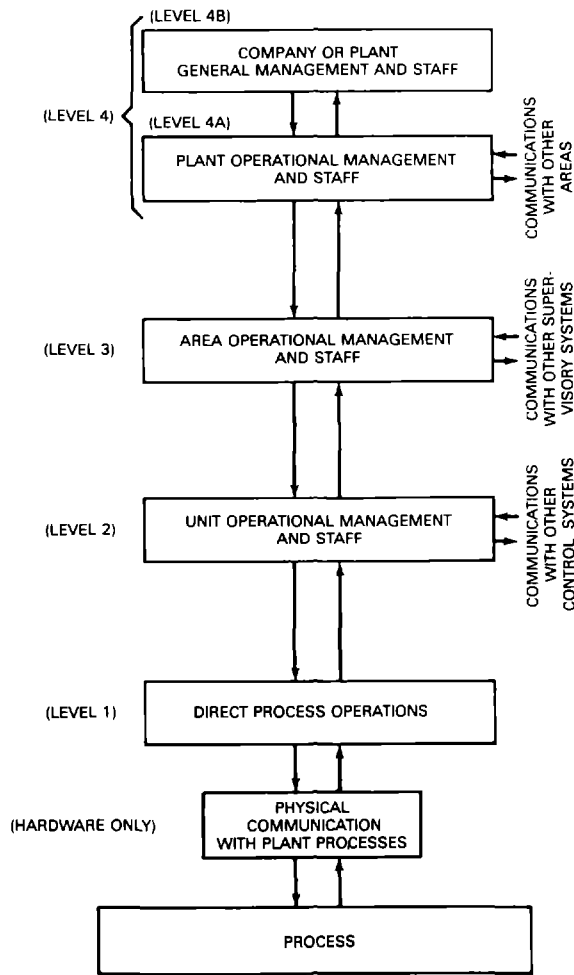 (LEVEL 4B)
COMPANY OR PLANT
GENERAL MANAGEMENT AND STAFF
(LEVEL 4)
(LEVEL 4A)
PLANT OPERATIONAL MANAGEMENT
AND STAFF
COMMUNICATIONS
WITH OTHER
AREAS
(LEVEL 3)
AREA OPERATIONAL MANAGEMENT
AND STAFF
COMMUNICATIONS
WITH OTHER SUPER-
VISORY SYSTEMS
(LEVEL 2)
UNIT OPERATIONAL MANAGEMENT
AND STAFF
COMMUNICATIONS
WITH OTHER
CONTROL SYSTEMS
(LEVEL 1)
DIRECT PROCESS OPERATIONS
(HARDWARE ONLY)
PHYSICAL
COMMUNICATION
WITH PLANT PROCESSES
PROCESS